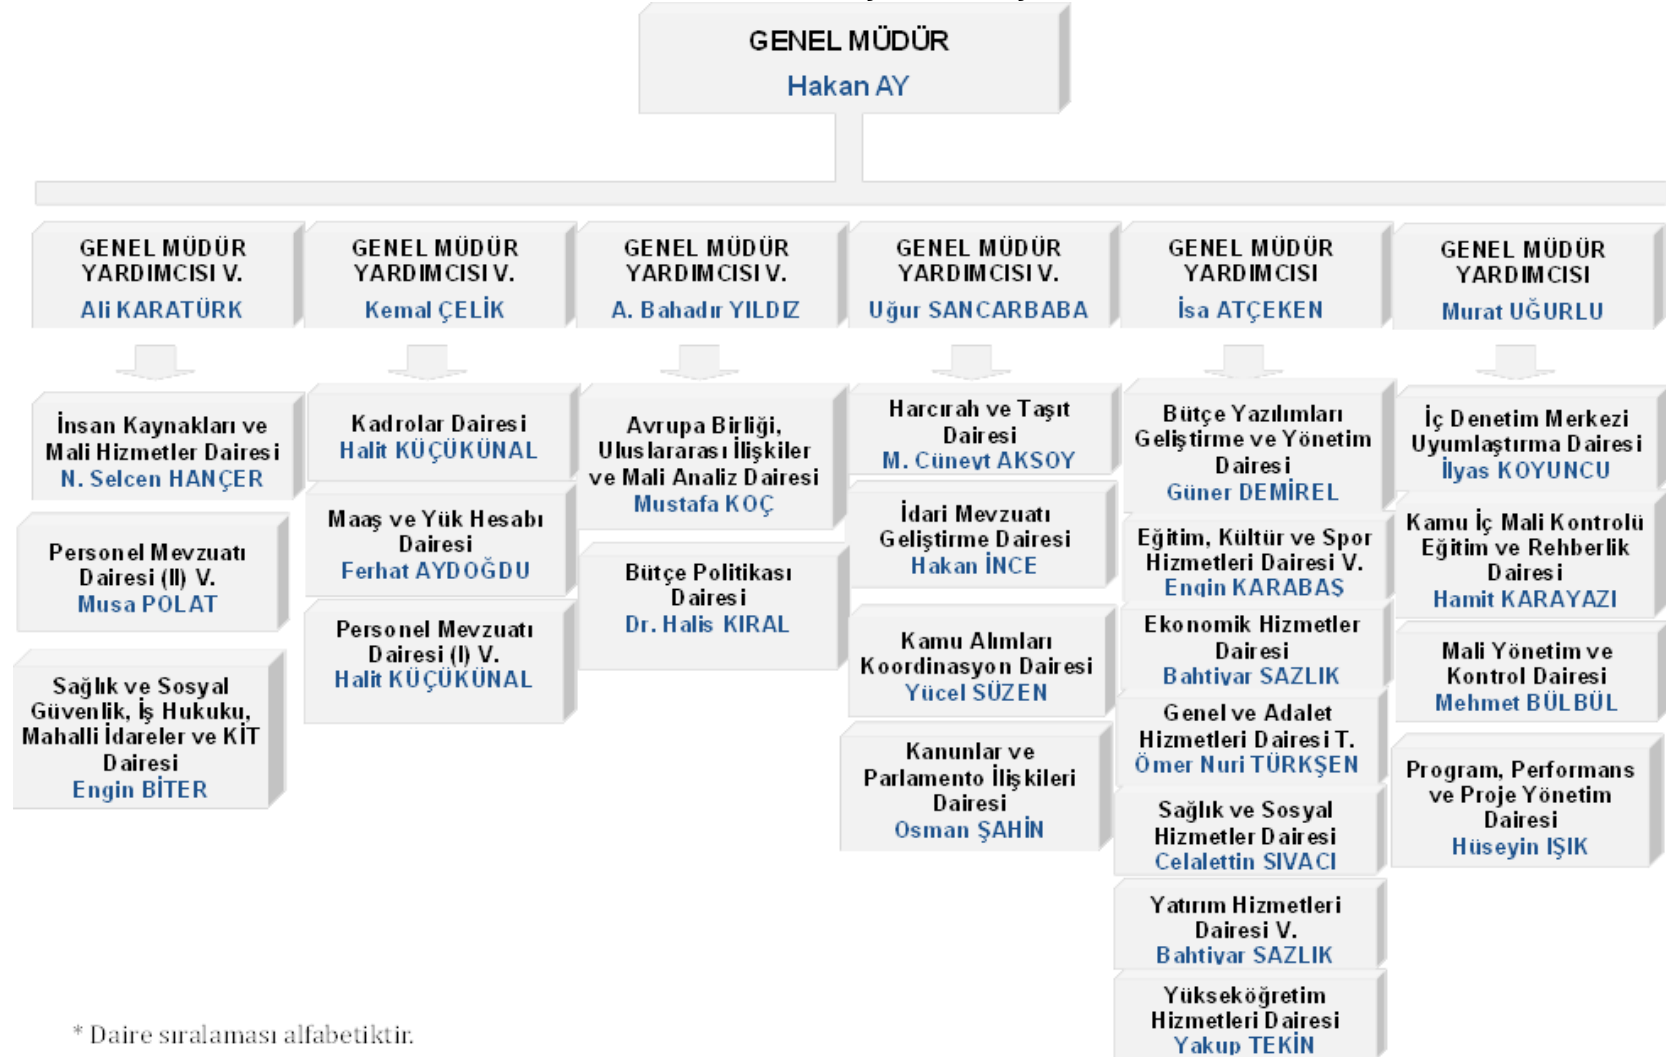 GENEL MÜDÜR
Hakan AY
GENEL MÜDÜR
YARDIMCISI V.
Ali KARATÜRK
GENEL MÜDÜR
YARDIMCISI V.
Kemal ÇELİK
GENEL MÜDÜR
YARDIMCISI V.
A. Bahadır YILDIZ
GENEL MÜDÜR
YARDIMCISI V.
Uğur SANCARBABA
GENEL MÜDÜR
YARDIMCISI
İsa ATÇEKEN
GENEL MÜDÜR
YARDIMCISI
Murat UĞURLU
İnsan Kaynakları ve
Mali Hizmetler Dairesi
N. Selcen HANÇER
Personel Mevzuatı
Dairesi (II) V.
Musa POLAT
Sağlık ve Sosyal
Güvenlik, İş Hukuku,
Mahalli İdareler ve KİT
Dairesi
Engin BİTER
Kadrolar Dairesi
Halit KÜÇÜKÜNAL
Maaş ve Yük Hesabı
Dairesi
Ferhat AYDOĞDU
Personel Mevzuatı
Dairesi (I) V.
Halit KÜÇÜKÜNAL
Avrupa Birliği,
Uluslararası İlişkiler
ve Mali Analiz Dairesi
Mustafa KOÇ
Bütçe Politikası
Dairesi
Dr. Halis KIRAL
Harcırah ve Taşıt
Dairesi
M. Cüneyt AKSOY
İdari Mevzuatı
Geliştirme Dairesi
Hakan İNCE
Kamu Alımları
Koordinasyon Dairesi
Yücel SÜZEN
Kanunlar ve
Parlamento İlişkileri
Dairesi
Osman ŞAHİN
Bütçe Yazılımları
Geliştirme ve Yönetim
Dairesi
Güner DEMİREL
Eğitim, Kültür ve Spor
Hizmetleri Dairesi V.
Engin KARABAŞ
Ekonomik Hizmetler
Dairesi
Bahtiyar SAZLIK
Genel ve Adalet
Hizmetleri Dairesi T.
Ömer Nuri TÜRKŞEN
Sağlık ve Sosyal
Hizmetler Dairesi
Celalettin SIVACI
Yatırım Hizmetleri
Dairesi V.
Bahtiyar SAZLIK
Yükseköğretim
Hizmetleri Dairesi
Yakup TEKİN
İç Denetim Merkezi
Uyumlaştırma Dairesi
İlyas KOYUNCU
Kamu İç Mali Kontrolü
Eğitim ve Rehberlik
Dairesi
Hamit KARAYAZI
Mali Yönetim ve
Kontrol Dairesi
Mehmet BÜLBÜL
Program, Performans
ve Proje Yönetim
Dairesi
Hüseyin IŞIK
* Daire sıralaması alfabetiktir.